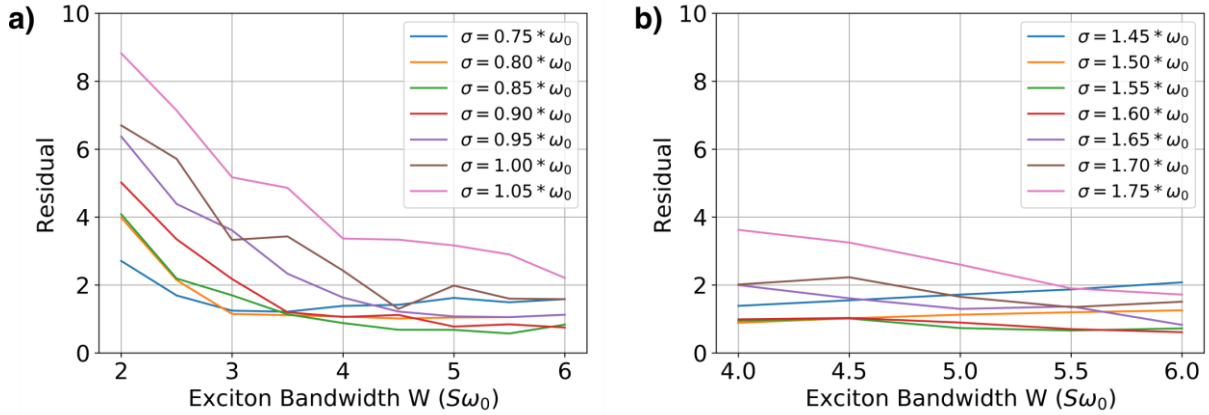 a)
10
8
6
4
2
0
Residual
2
3
4
5
6
Exciton Bandwidth W (Sω₀)
σ = 0.75 * ω₀
σ = 0.80 * ω₀
σ = 0.85 * ω₀
σ = 0.90 * ω₀
σ = 0.95 * ω₀
σ = 1.00 * ω₀
σ = 1.05 * ω₀
b)
10
8
6
4
2
0
Residual
4.0
4.5
5.0
5.5
6.0
Exciton Bandwidth W (Sω₀)
σ = 1.45 * ω₀
σ = 1.50 * ω₀
σ = 1.55 * ω₀
σ = 1.60 * ω₀
σ = 1.65 * ω₀
σ = 1.70 * ω₀
σ = 1.75 * ω₀